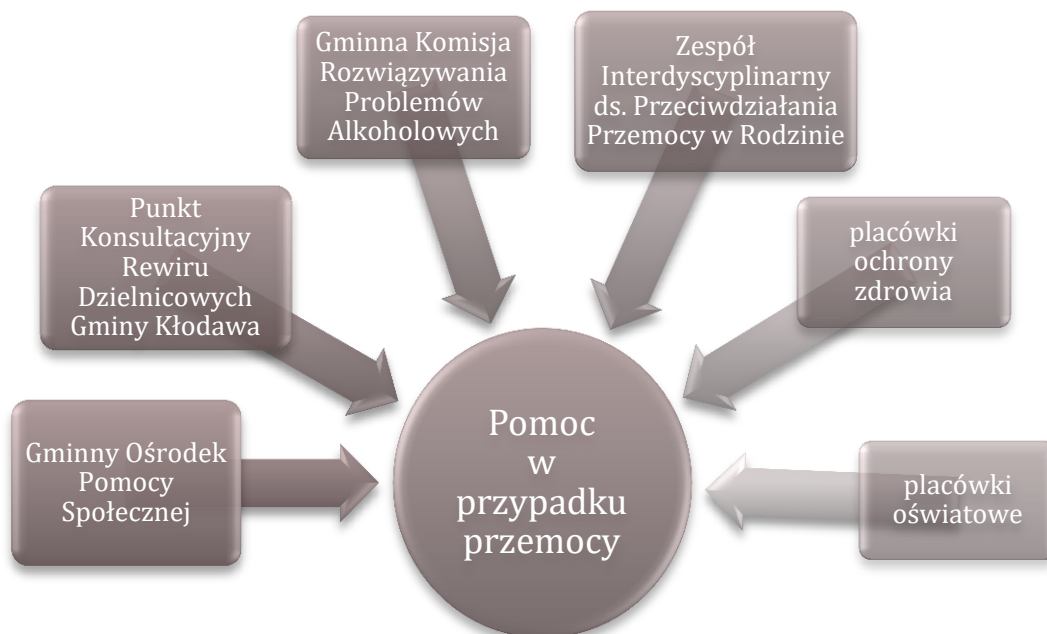 Gminna Komisja
Rozwiązywania
Problemów
Alkoholowych
Zespół
Interdyscyplinarny
ds. Przeciwdziałania
Przemocy w Rodzinie
Punkt
Konsultacyjny
Rewiru
Dzielnicowych
Gminy Kłodawa
placówki
ochrony
zdrowia
Gminny Ośrodek
Pomocy
Społecznej
Pomoc
w
przypadku
przemocy
placówki
oświatowe